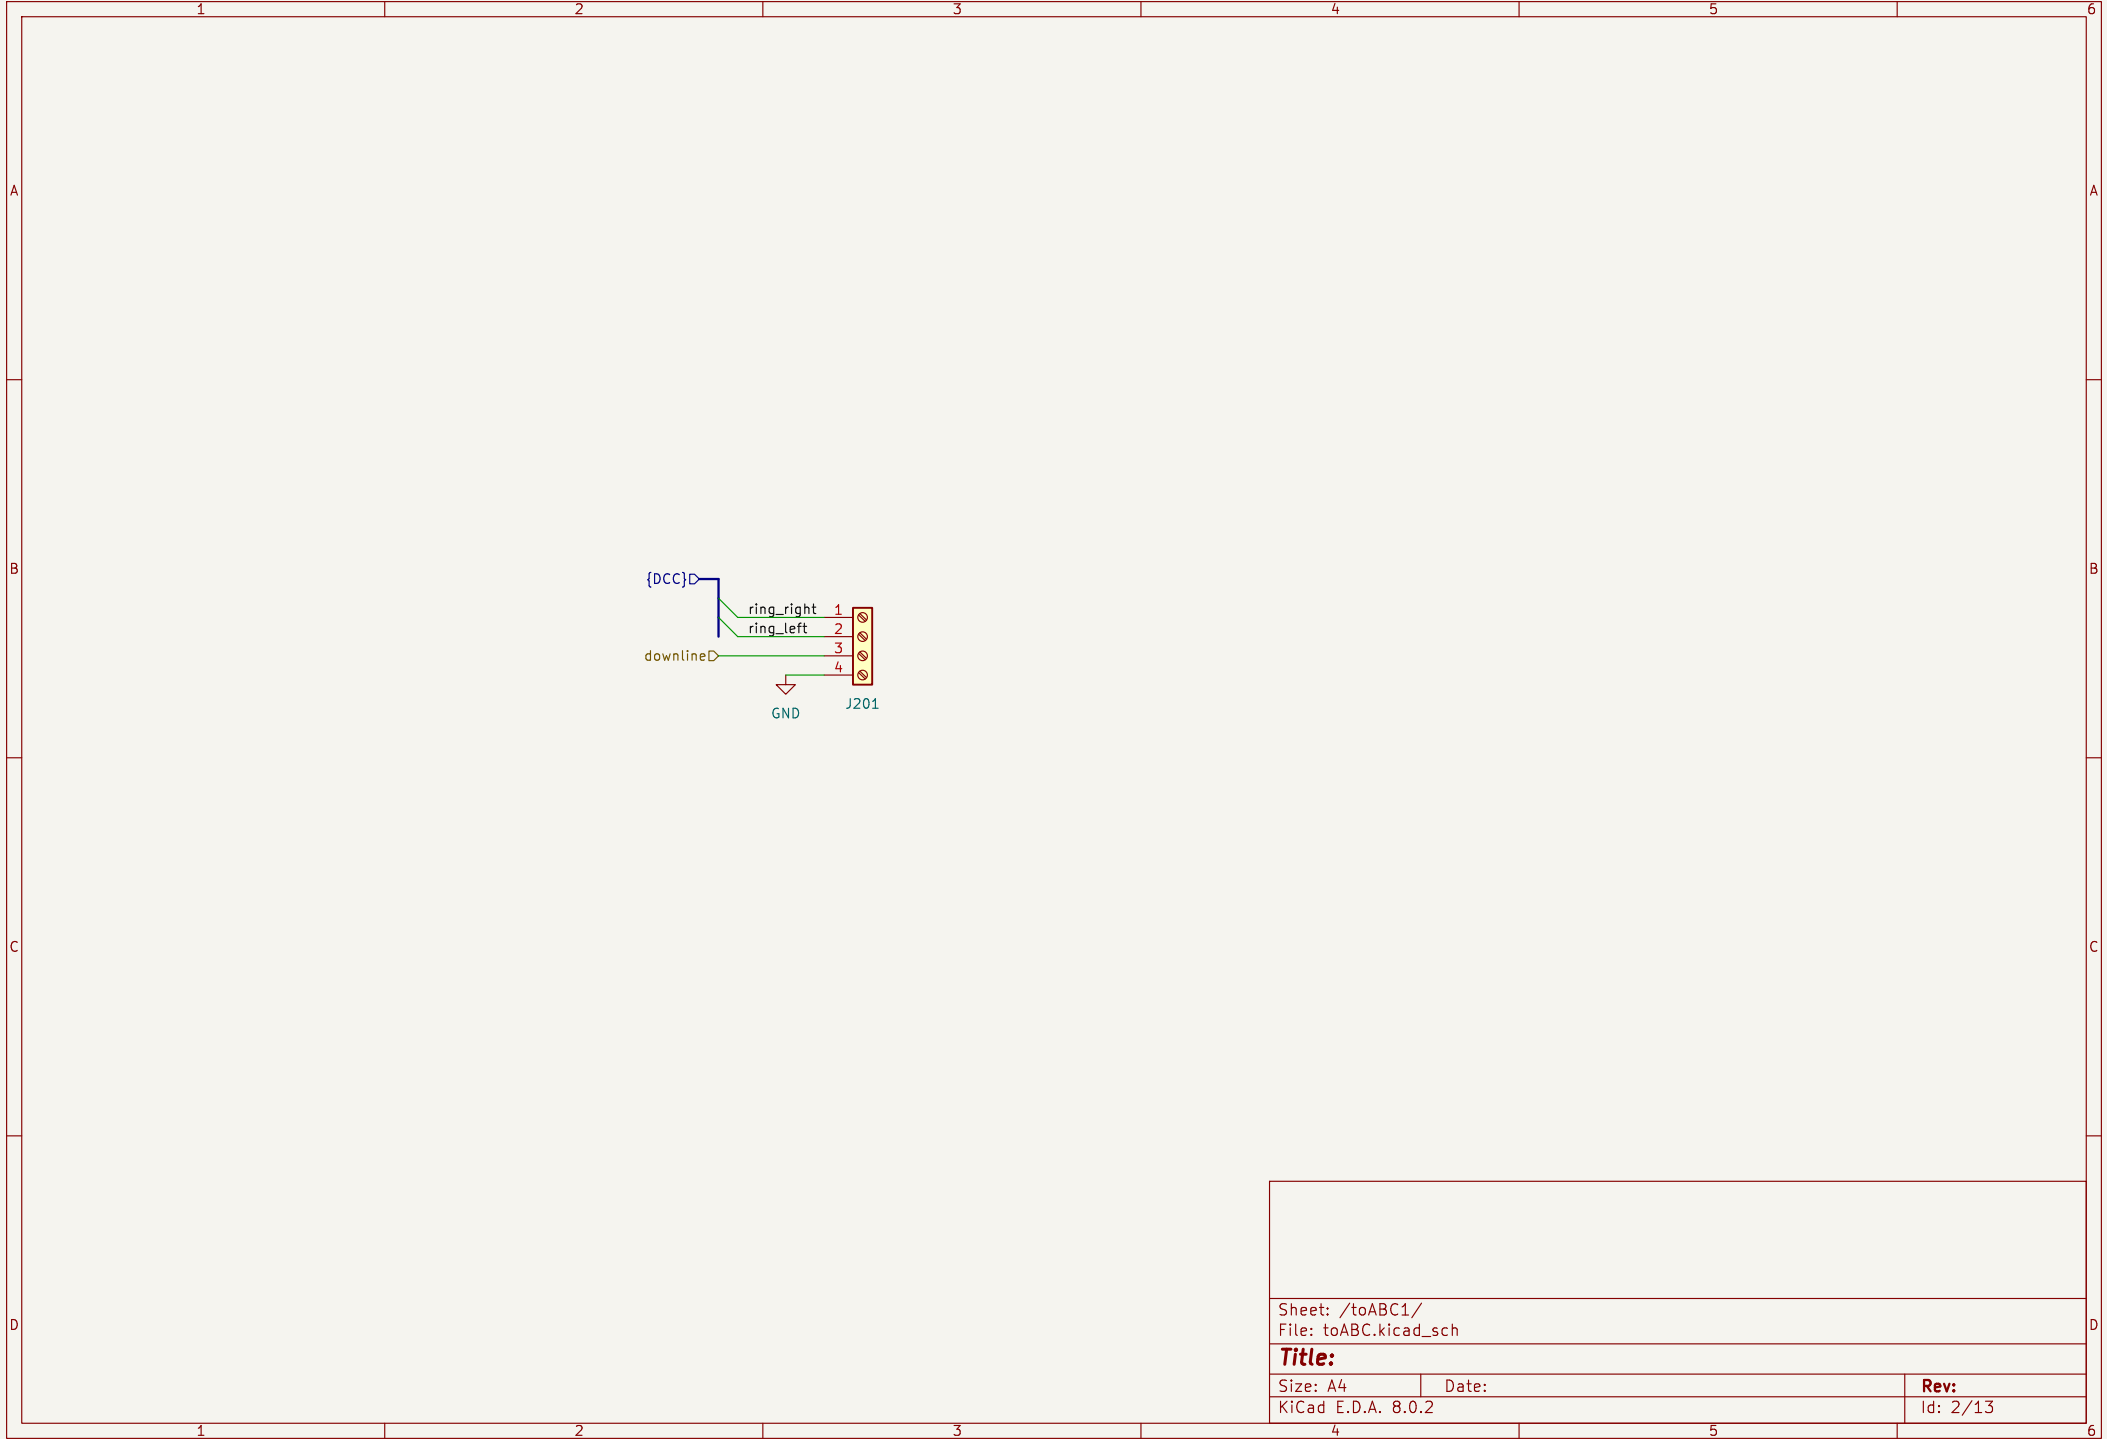 1 2 3 4 5 6
A A
B B
{DCC}
ring_right 1
ring_left 2
downline 3
4
J201
GND
C C
Sheet: /toABC1/
File: toABC.kicad_sch
D D
Title:
Size: A4 Date: Rev:
KiCad E.D.A. 8.0.2 Id: 2/13
1 2 3 4 5 6